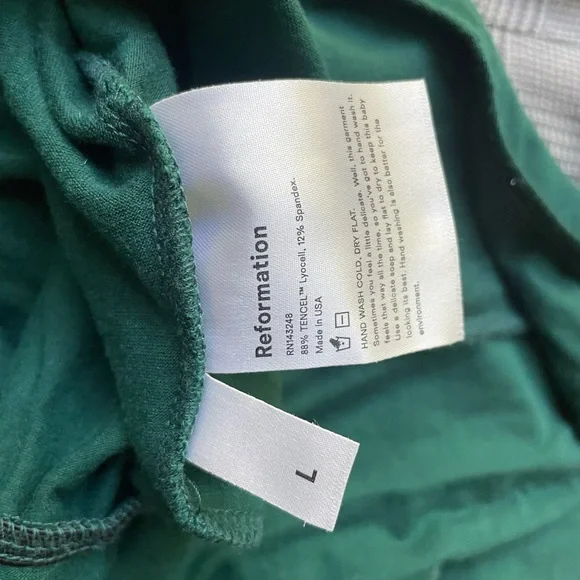 Reformation
RN143248
88% TENCEL™ Lyocell, 12% Spandex.
Made in USA
HAND WASH COLD, DRY FLAT.
Sometimes you feel a little delicate. Well, this garment
feels that way all the time, so you've got to hand wash it.
Use a delicate soap and lay flat to dry to keep this baby
looking its best. Hand washing is also better for the
environment.
L